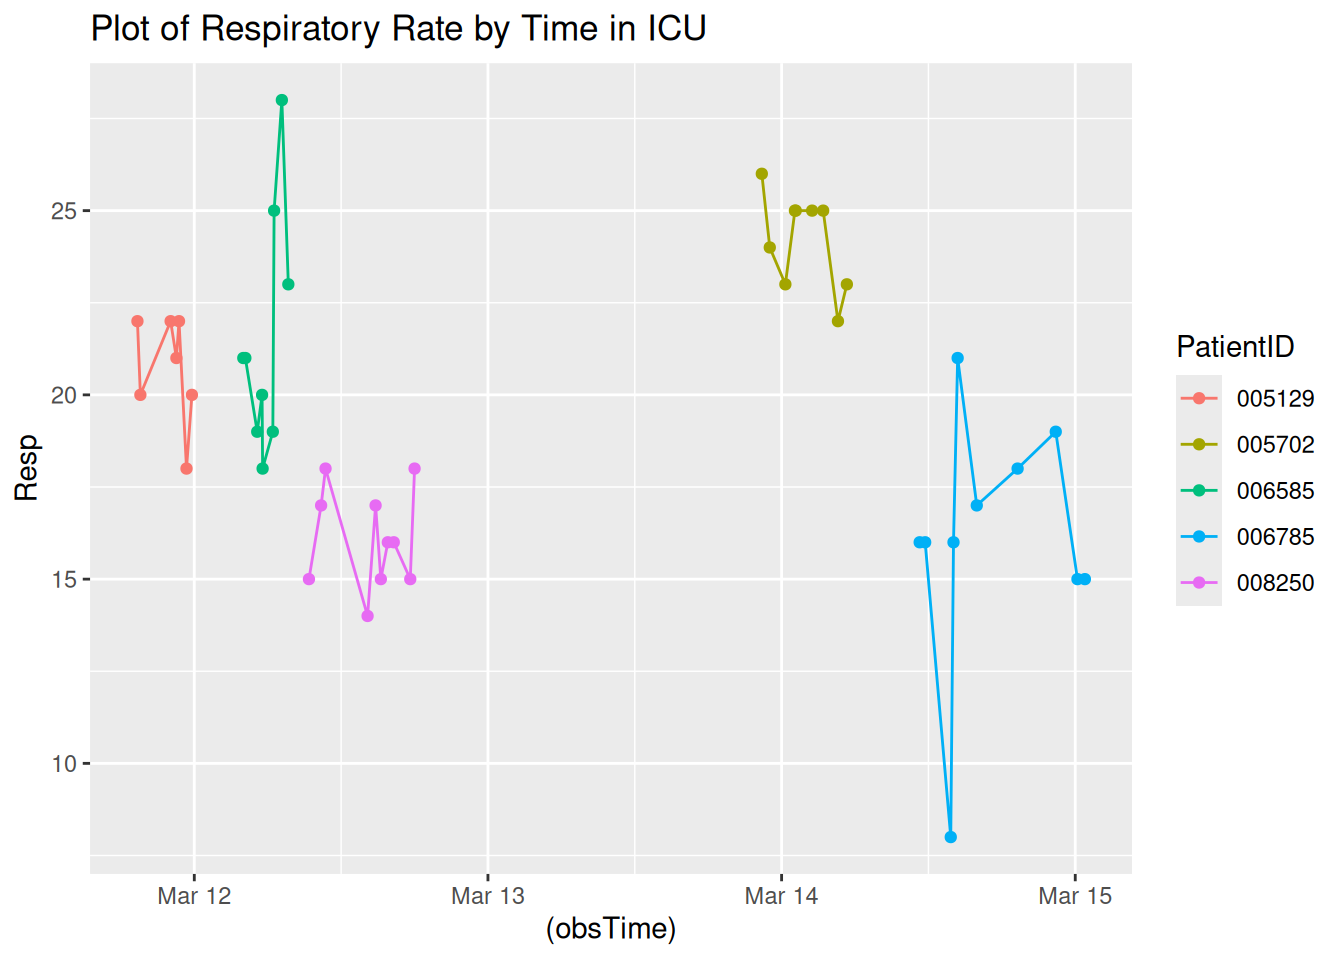 Plot of Respiratory Rate by Time in ICU
Resp
25
20
15
10
Mar 12
Mar 13
Mar 14
Mar 15
(obsTime)
PatientID
005129
005702
006585
006785
008250